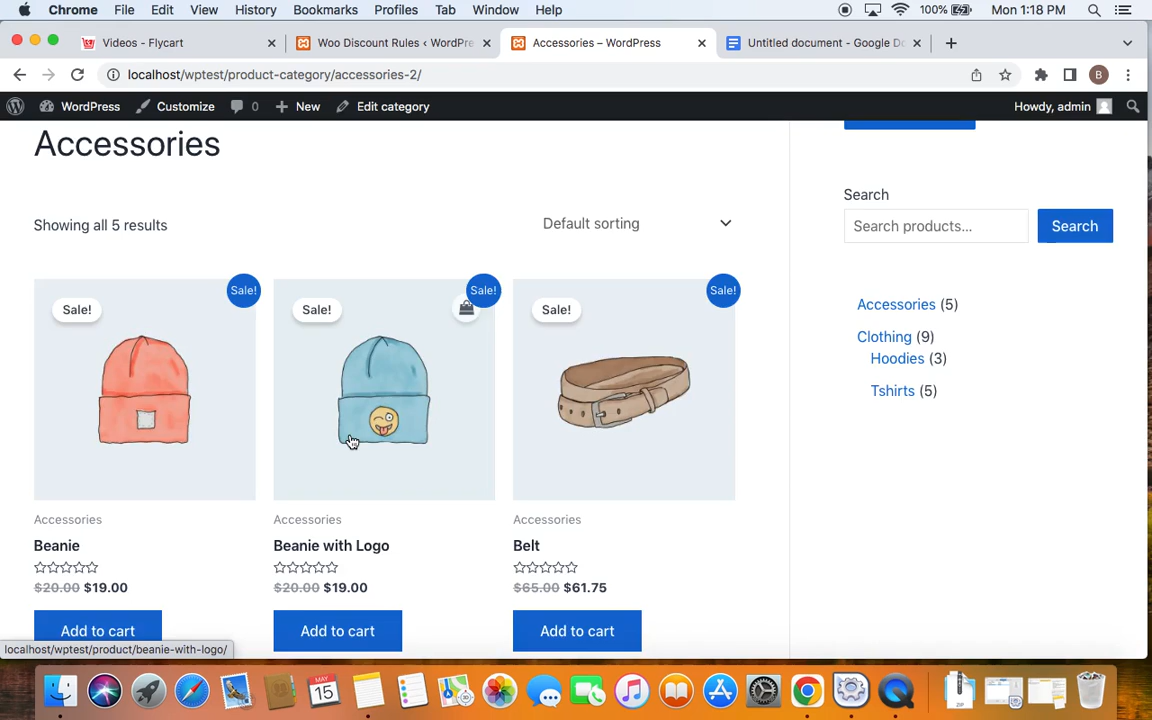 Chrome File Edit View History Bookmarks Profiles Tab Window Help 100% Mon 1:18 PM
Videos - Flycart
Woo Discount Rules ‹ WordPre
Accessories – WordPress
Untitled document - Google Do
localhost/wptest/product-category/accessories-2/
B
WordPress Customize 0 New Edit category Howdy, admin
Accessories
Showing all 5 results
Default sorting
Search
Search products...
Search
Accessories (5)
Clothing (9)
Hoodies (3)
Tshirts (5)
Sale! Sale! Sale!
Sale! Sale! Sale!
Accessories
Beanie
$20.00 $19.00
Add to cart
Accessories
Beanie with Logo
$20.00 $19.00
Add to cart
Accessories
Belt
$65.00 $61.75
Add to cart
localhost/wptest/product/beanie-with-logo/
MAY
15
ZIP